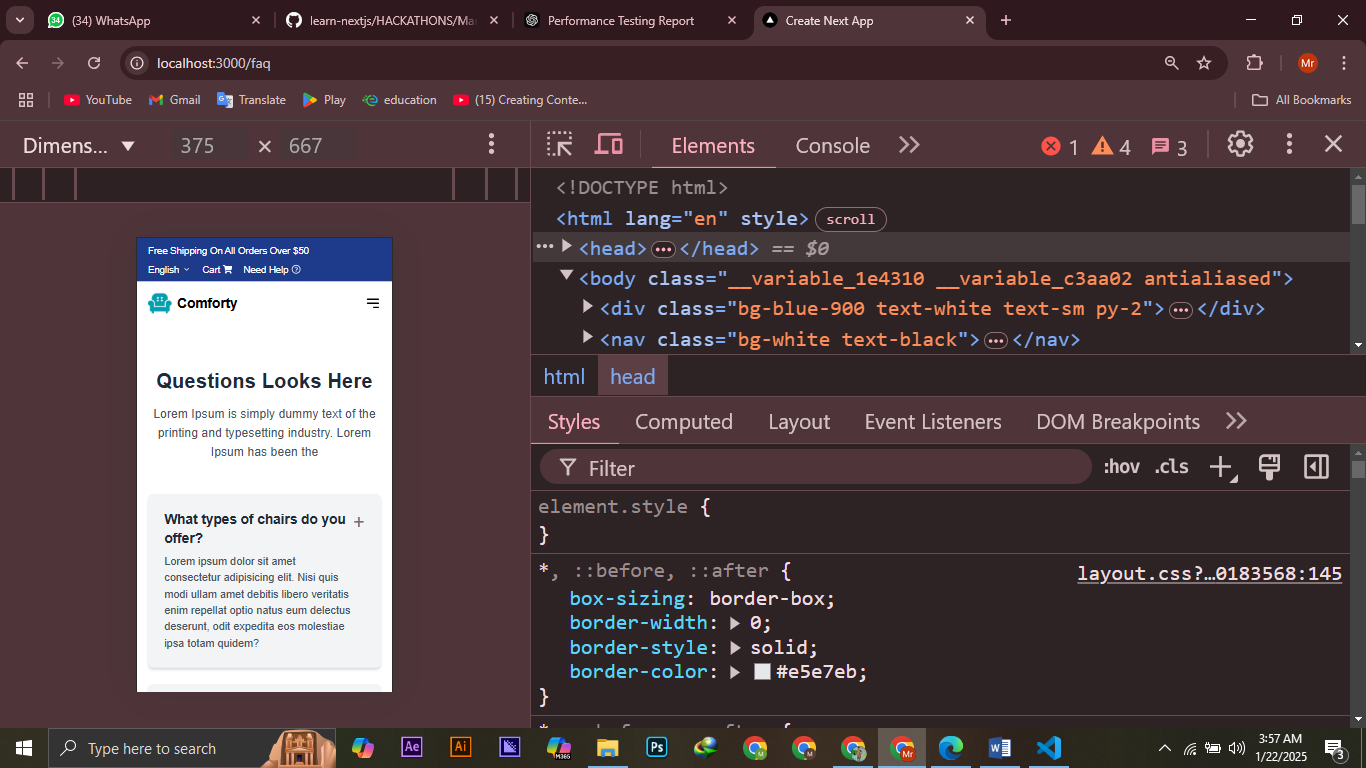 (34) WhatsApp
learn-nextjs/HACKATHONS/Ma
Performance Testing Report
Create Next App
localhost:3000/faq
Mr
YouTube
Gmail
Translate
Play
education
(15) Creating Conte...
All Bookmarks
Dimens...
375 × 667
Elements
Console
1
4
3
Free Shipping On All Orders Over $50
English
Cart
Need Help
Comforty
Questions Looks Here
Lorem Ipsum is simply dummy text of the
printing and typesetting industry. Lorem
Ipsum has been the
What types of chairs do you
offer?
+
Lorem ipsum dolor sit amet
consectetur adipisicing elit. Nisi quis
modi ullam amet debitis libero veritatis
enim repellat optio natus eum delectus
deserunt, odit expedita eos molestiae
ipsa totam quidem?
<!DOCTYPE html>
<html lang="en" style> scroll
<head>…</head> == $0
<body class="__variable_1e4310 __variable_c3aa02 antialiased">
<div class="bg-blue-900 text-white text-sm py-2">…</div>
<nav class="bg-white text-black">…</nav>
html
head
Styles
Computed
Layout
Event Listeners
DOM Breakpoints
Filter
:hov
.cls
element.style {
}
*, ::before, ::after {
layout.css?…0183568:145
box-sizing: border-box;
border-width: 0;
border-style: solid;
border-color: #e5e7eb;
}
Type here to search
Ae
Ai
M365
Ps
Mr
3:57 AM
1/22/2025
3